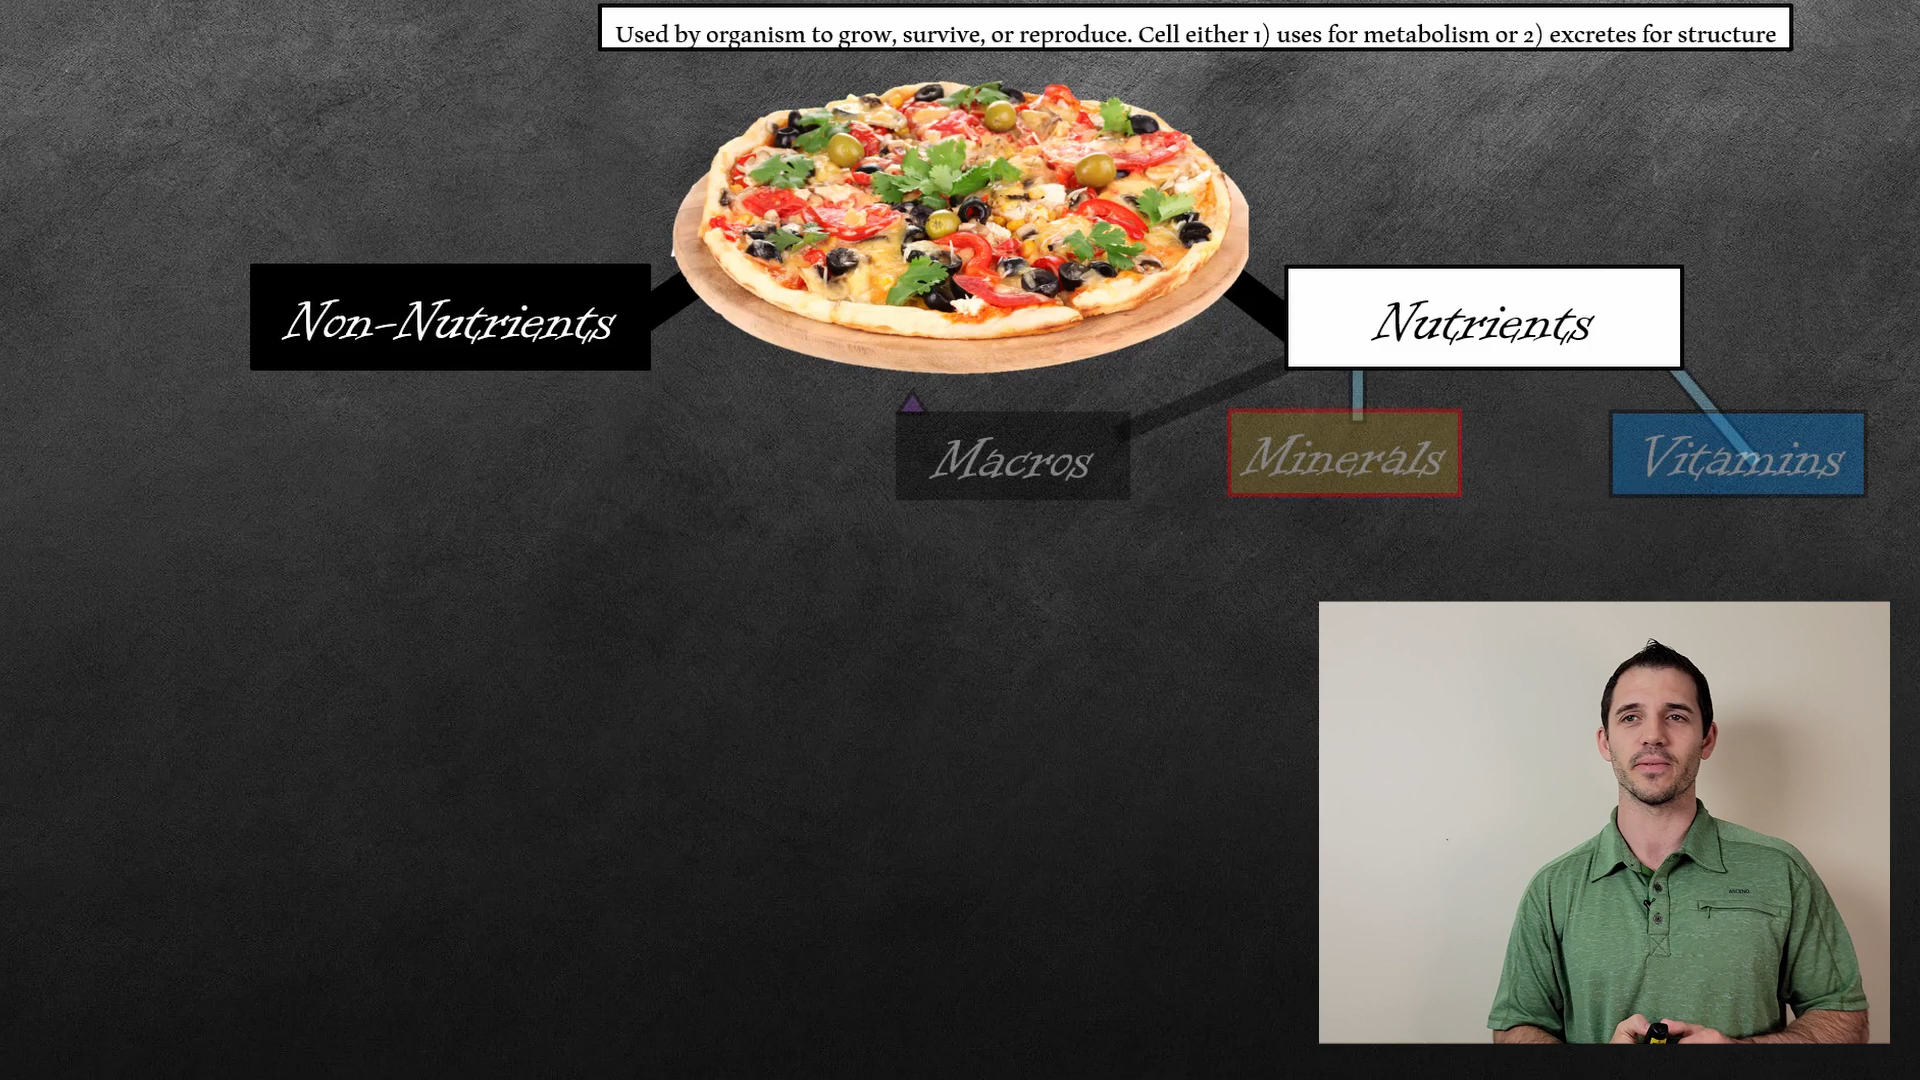 Used by organism to grow, survive, or reproduce. Cell either 1) uses for metabolism or 2) excretes for structure
Non-Nutrients
Nutrients
Macros
Minerals
Vitamins
ASCEND